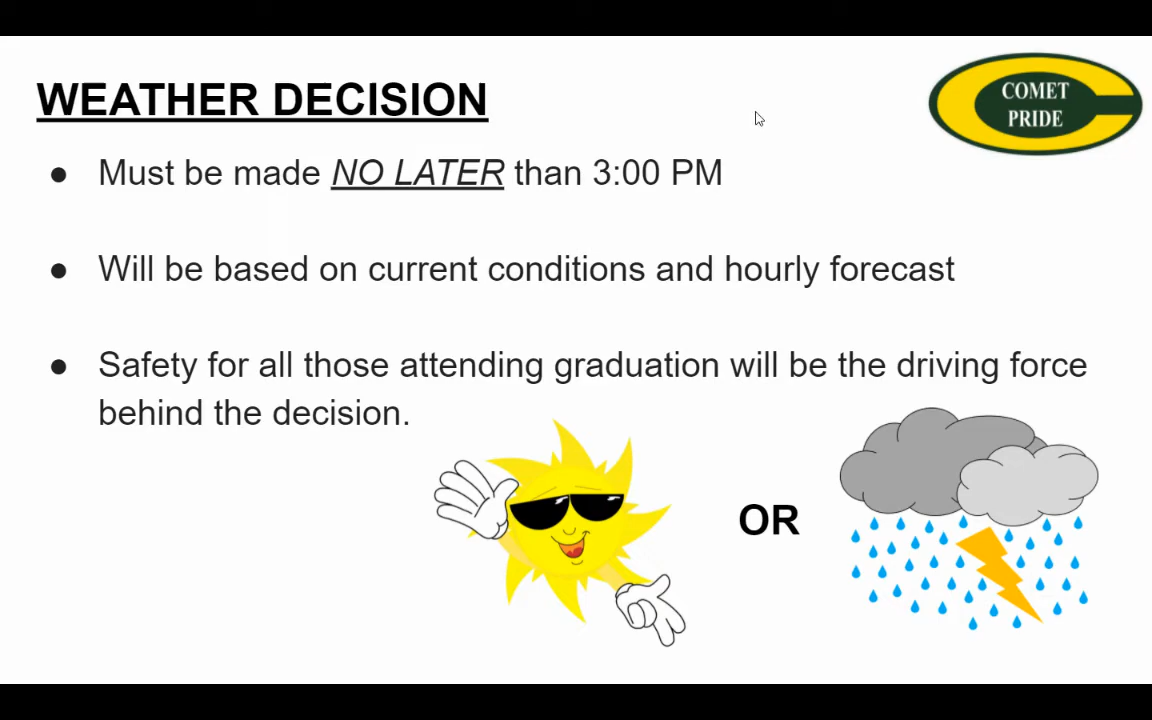 WEATHER DECISION
COMET
PRIDE
● Must be made NO LATER than 3:00 PM
● Will be based on current conditions and hourly forecast
● Safety for all those attending graduation will be the driving force
behind the decision.
OR